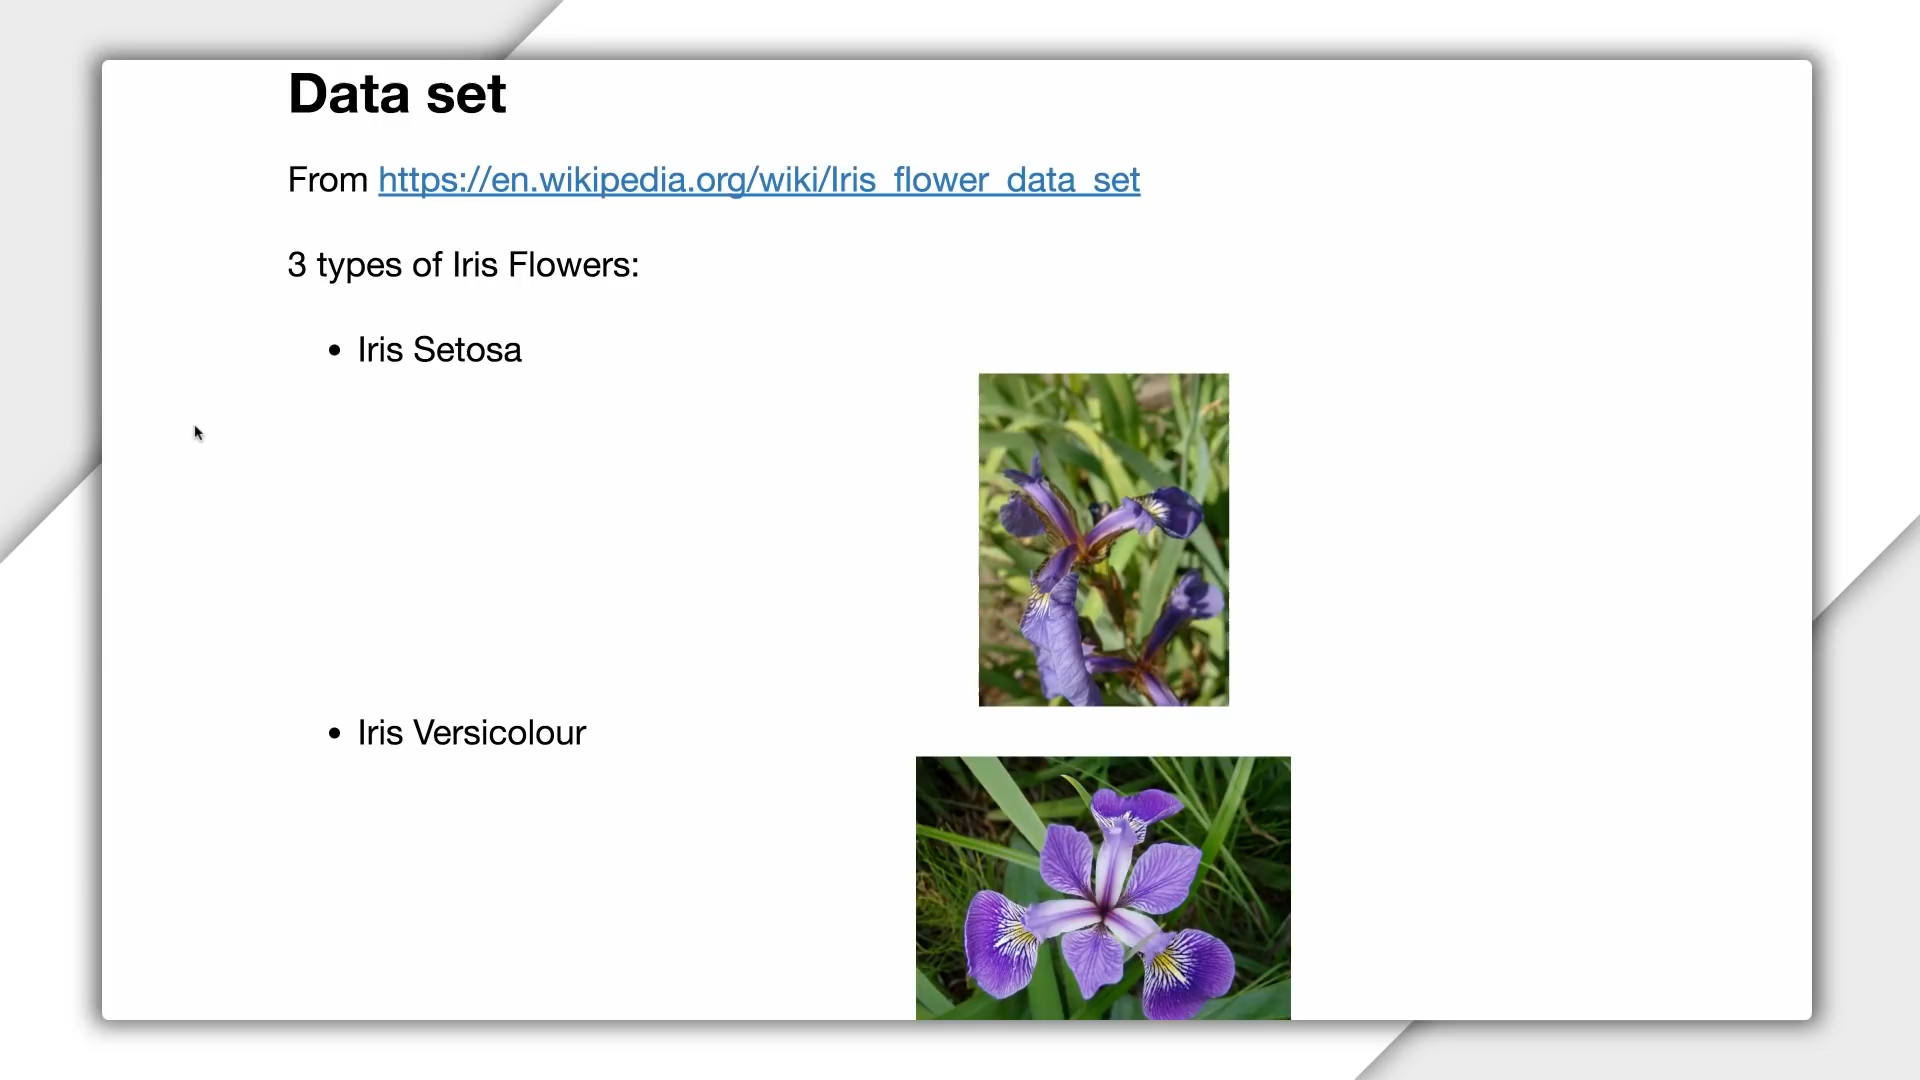 Data set
From https://en.wikipedia.org/wiki/Iris_flower_data_set
3 types of Iris Flowers:
• Iris Setosa
• Iris Versicolour